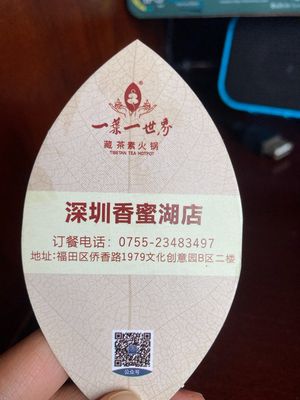 ®
一葉一世界
藏茶素火锅
TIBETAN TEA HOTPOT
深圳香蜜湖店
订餐电话：0755-23483497
地址：福田区侨香路1979文化创意园B区二楼
公众号